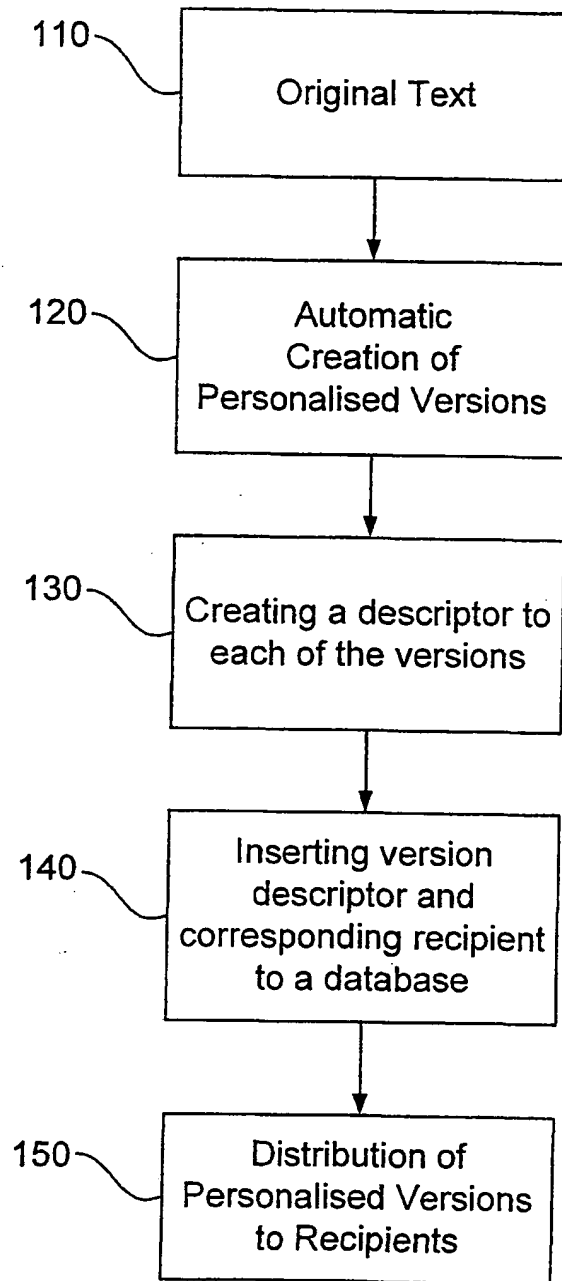 110
Original Text
120
Automatic
Creation of
Personalised Versions
130
Creating a descriptor to
each of the versions
140
Inserting version
descriptor and
corresponding recipient
to a database
150
Distribution of
Personalised Versions
to Recipients